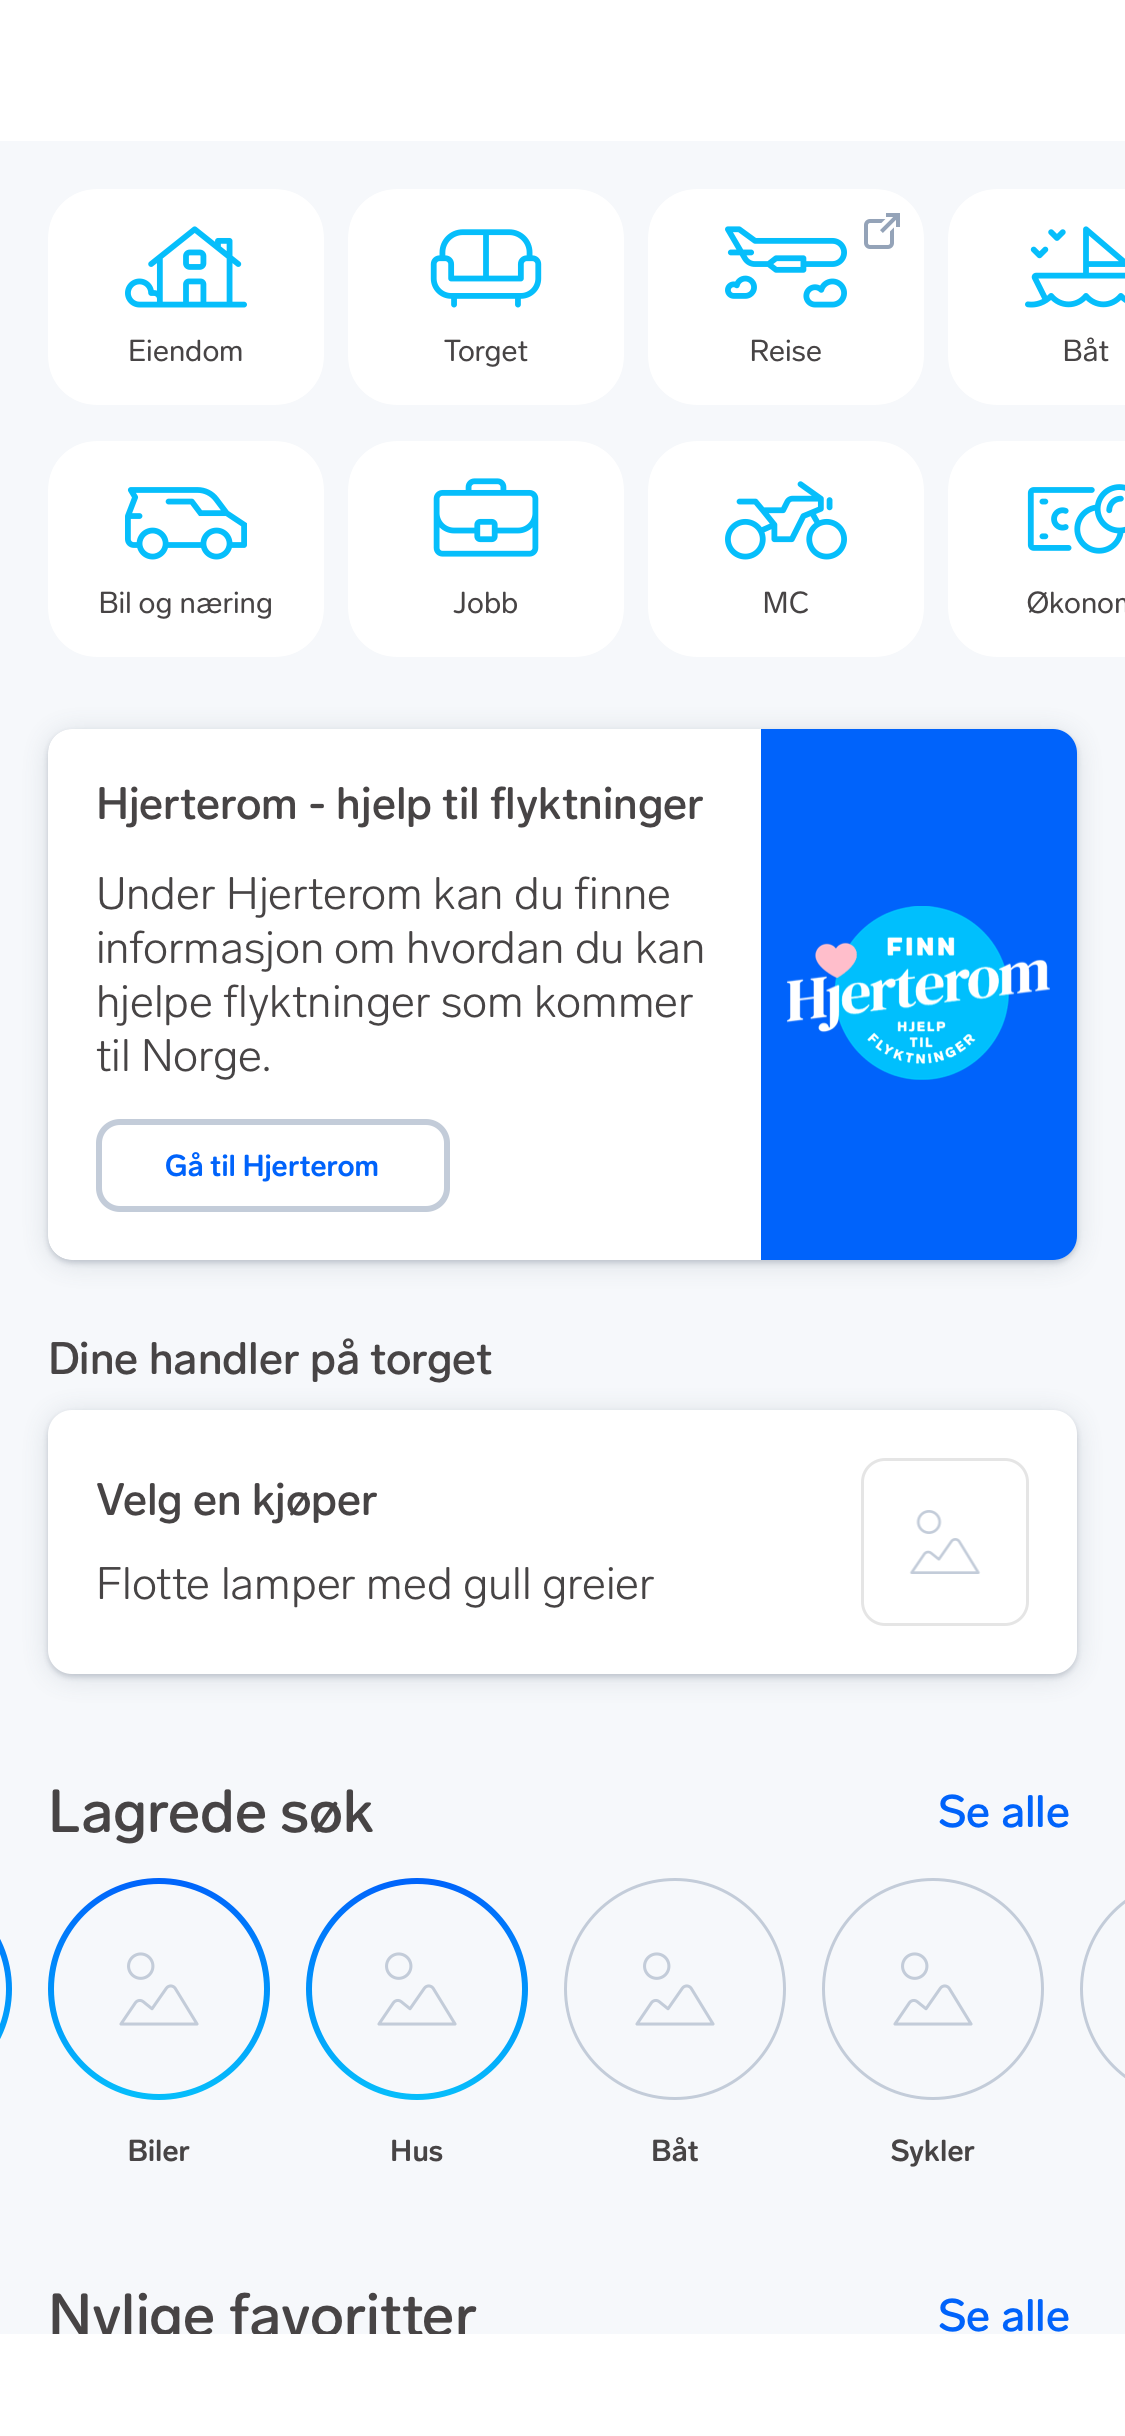 Eiendom
Torget
Reise
Båt
Bil og næring
Jobb
MC
Økonom
Hjerterom - hjelp til flyktninger
Under Hjerterom kan du finne
informasjon om hvordan du kan
hjelpe flyktninger som kommer
til Norge.
Gå til Hjerterom
FINN
Hjerterom
HJELP
TIL
FLYKTNINGER
Dine handler på torget
Velg en kjøper
Flotte lamper med gull greier
Lagrede søk
Se alle
Biler
Hus
Båt
Sykler
Nylige favoritter
Se alle